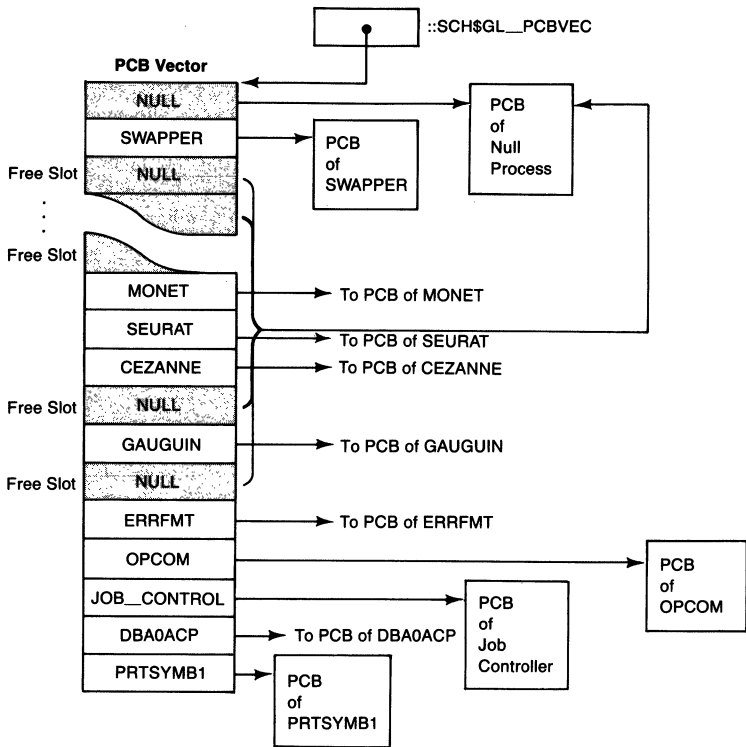 ::SCH$GL__PCBVEC
PCB Vector
NULL
PCB
of
Null
Process
SWAPPER
PCB
of
SWAPPER
Free Slot
NULL
Free Slot
MONET
To PCB of MONET
SEURAT
To PCB of SEURAT
CEZANNE
To PCB of CEZANNE
Free Slot
NULL
GAUGUIN
To PCB of GAUGUIN
Free Slot
NULL
ERRFMT
To PCB of ERRFMT
OPCOM
PCB
of
OPCOM
JOB__CONTROL
PCB
of
Job
Controller
DBA0ACP
To PCB of DBA0ACP
PRTSYMB1
PCB
of
PRTSYMB1